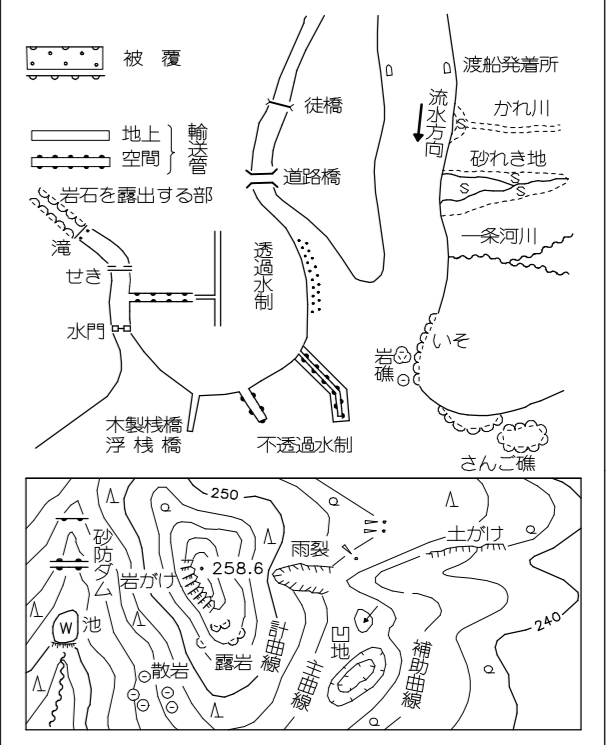 被覆
渡船発着所
流水方向
かれ川
徒橋
地上
空間
輸送管
砂れき地
S
S
S
S
道路橋
岩石を露出する部
滝
せき
透過水制
一条河川
水門
いそ
岩礁
木製桟橋
浮桟橋
不透過水制
さんご礁
250
砂防ダム
雨裂
土がけ
岩がけ
258.6
240
W
池
計曲線
主曲線
凹地
補助曲線
露岩
散岩